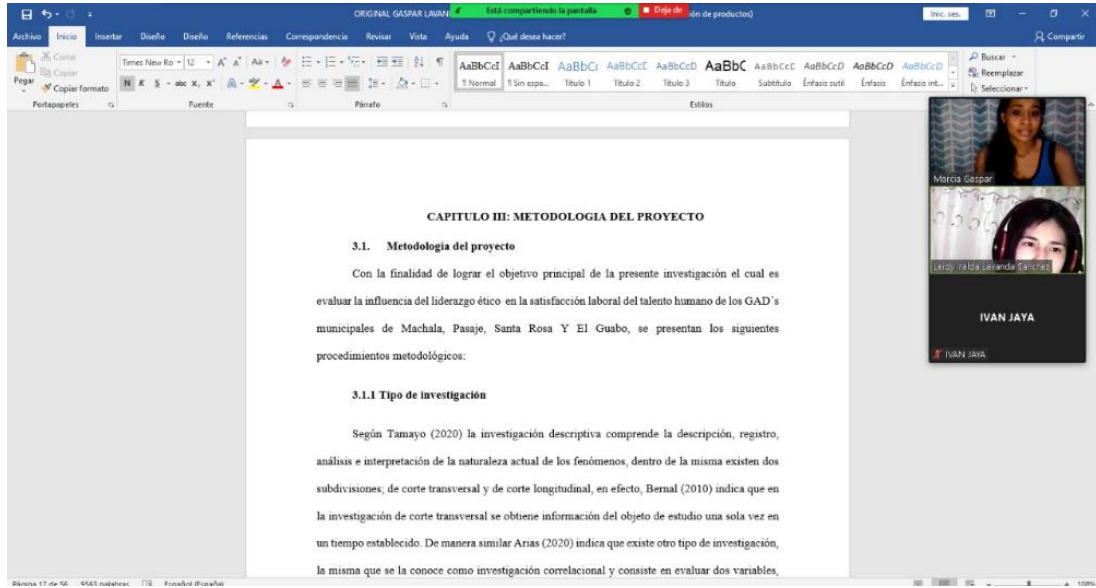 ORIGINAL GASPAR LAVAN
Está compartiendo la pantalla
Deja de
ión de productos)
Inic. ses.
Archivo Inicio Insertar Diseño Diseño Referencias Correspondencia Revisar Vista Ayuda ¿Qué desea hacer? Compartir
Pegar
Cortar
Copiar
Copiar formato
Portapapeles
Times New Ro 12
N K S abc x, x²
Fuente
Párrafo
AaBbCcI AaBbCcI AaBbCc AaBbCcE AaBbCcD AaBbC AaBbCcE AaBbCcD AaBbCcD AaBbCcD
¶ Normal ¶ Sin espa... Título 1 Título 2 Título 3 Título Subtítulo Énfasis sutil Énfasis Énfasis int...
Estilos
Buscar
Reemplazar
Seleccionar
Marcia Gaspar
Leidy Iralda Lavanda Sanchez
IVAN JAYA
IVAN JAYA
CAPITULO III: METODOLOGIA DEL PROYECTO
3.1. Metodología del proyecto
Con la finalidad de lograr el objetivo principal de la presente investigación el cual es
evaluar la influencia del liderazgo ético en la satisfacción laboral del talento humano de los GAD´s
municipales de Machala, Pasaje, Santa Rosa Y El Guabo, se presentan los siguientes
procedimientos metodológicos:
3.1.1 Tipo de investigación
Según Tamayo (2020) la investigación descriptiva comprende la descripción, registro,
análisis e interpretación de la naturaleza actual de los fenómenos, dentro de la misma existen dos
subdivisiones; de corte transversal y de corte longitudinal, en efecto, Bernal (2010) indica que en
la investigación de corte transversal se obtiene información del objeto de estudio una sola vez en
un tiempo establecido. De manera similar Arias (2020) indica que existe otro tipo de investigación,
la misma que se la conoce como investigación correlacional y consiste en evaluar dos variables,
Página 17 de 56 9563 palabras Español (España) 100%